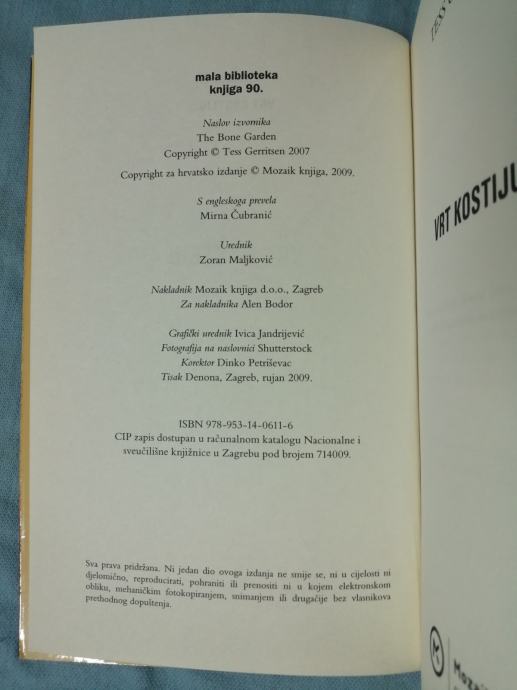 mala biblioteka
knjiga 90.
Naslov izvornika
The Bone Garden
Copyright © Tess Gerritsen 2007
Copyright za hrvatsko izdanje © Mozaik knjiga, 2009.
S engleskoga prevela
Mirna Čubranić
Urednik
Zoran Maljković
Nakladnik Mozaik knjiga d.o.o., Zagreb
Za nakladnika Alen Bodor
Grafički urednik Ivica Jandrijević
Fotografija na naslovnici Shutterstock
Korektor Dinko Petriševac
Tisak Denona, Zagreb, rujan 2009.
ISBN 978-953-14-0611-6
CIP zapis dostupan u računalnom katalogu Nacionalne i
sveučilišne knjižnice u Zagrebu pod brojem 714009.
Sva prava pridržana. Ni jedan dio ovoga izdanja ne smije se, ni u cijelosti ni
djelomično, reproducirati, pohraniti ili prenositi ni u kojem elektronskom
obliku, mehaničkim fotokopiranjem, snimanjem ili drugačije bez vlasnikova
prethodnog dopuštenja.
VRT KOSTIJU